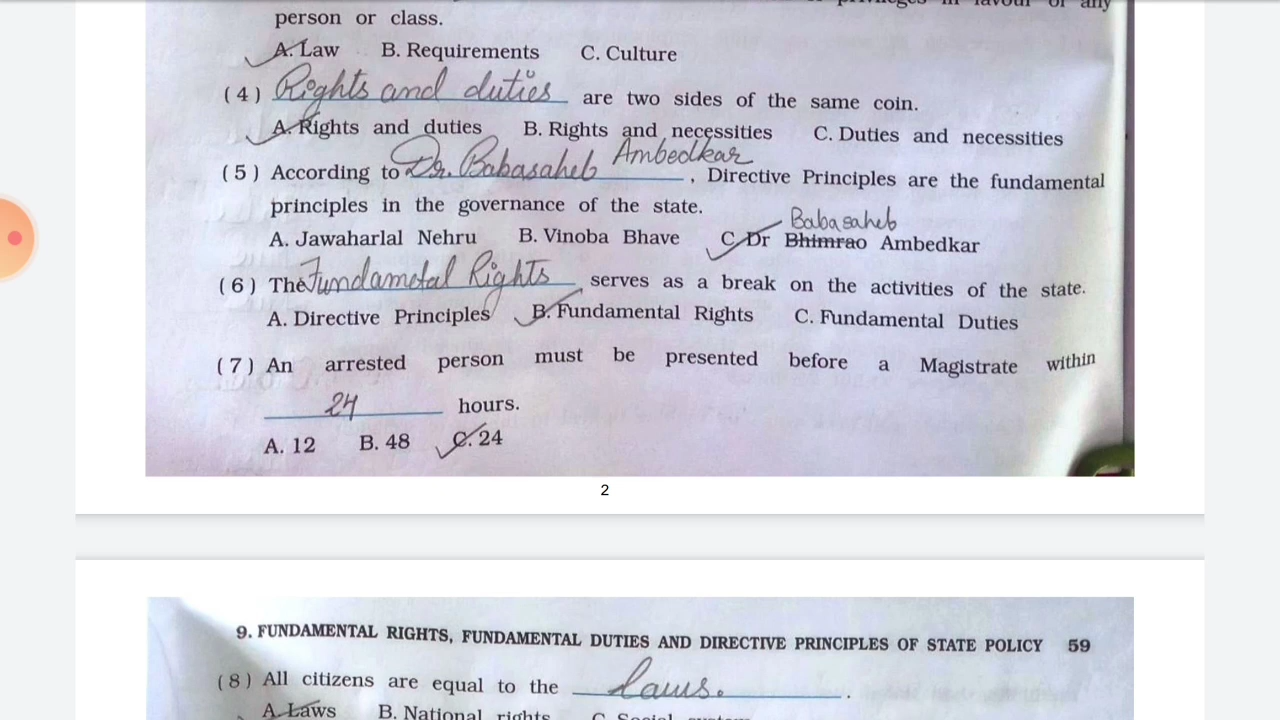 person or class.
A. Law B. Requirements C. Culture
(4) Rights and duties are two sides of the same coin.
A. Rights and duties B. Rights and necessities C. Duties and necessities
(5) According to Dr. Babasaheb Ambedkar, Directive Principles are the fundamental
principles in the governance of the state.
Babasaheb
A. Jawaharlal Nehru B. Vinoba Bhave C. Dr Bhimrao Ambedkar
(6) The Fundametal Rights serves as a break on the activities of the state.
A. Directive Principles B. Fundamental Rights C. Fundamental Duties
(7) An arrested person must be presented before a Magistrate within
24 hours.
A. 12 B. 48 C. 24
2
9. FUNDAMENTAL RIGHTS, FUNDAMENTAL DUTIES AND DIRECTIVE PRINCIPLES OF STATE POLICY 59
(8) All citizens are equal to the laws. .
A. Laws B. National rights C. Social